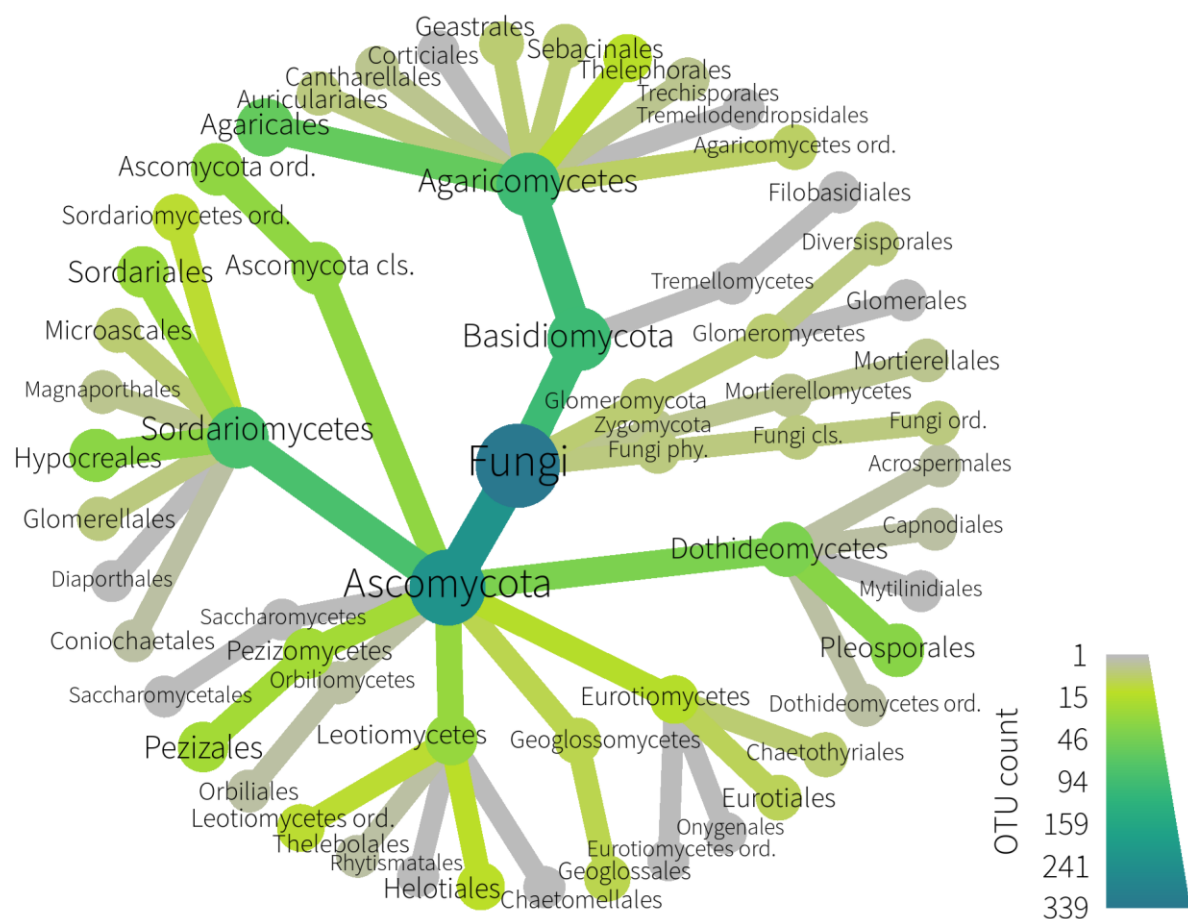 Geastrales
Corticiales
Sebacinales
Cantharellales
Thelephorales
Auriculariales
Trechisporales
Agaricales
Tremellodendropsidales
Ascomycota ord.
Agaricomycetes ord.
Agaricomycetes
Filobasidiales
Sordariomycetes ord.
Diversisporales
Sordariales
Ascomycota cls.
Tremellomycetes
Glomerales
Microascales
Basidiomycota
Glomeromycetes
Mortierellales
Magnaporthales
Mortierellomycetes
Glomeromycota
Sordariomycetes
Zygomycota
Fungi ord.
Fungi cls.
Fungi phy.
Hypocreales
Fungi
Acrospermales
Glomerellales
Capnodiales
Dothideomycetes
Diaporthales
Ascomycota
Mytilinidiales
Saccharomycetes
Coniochaetales
Pezizomycetes
Pleosporales
Orbiliomycetes
Saccharomycetales
Eurotiomycetes
Dothideomycetes ord.
Leotiomycetes
Geoglossomycetes
Pezizales
Chaetothyriales
Orbiliales
Eurotiales
Leotiomycetes ord.
Onygenales
Thelebolales
Eurotiomycetes ord.
Rhytismatales
Geoglossales
Helotiales
Chaetomellales
OTU count
1
15
46
94
159
241
339